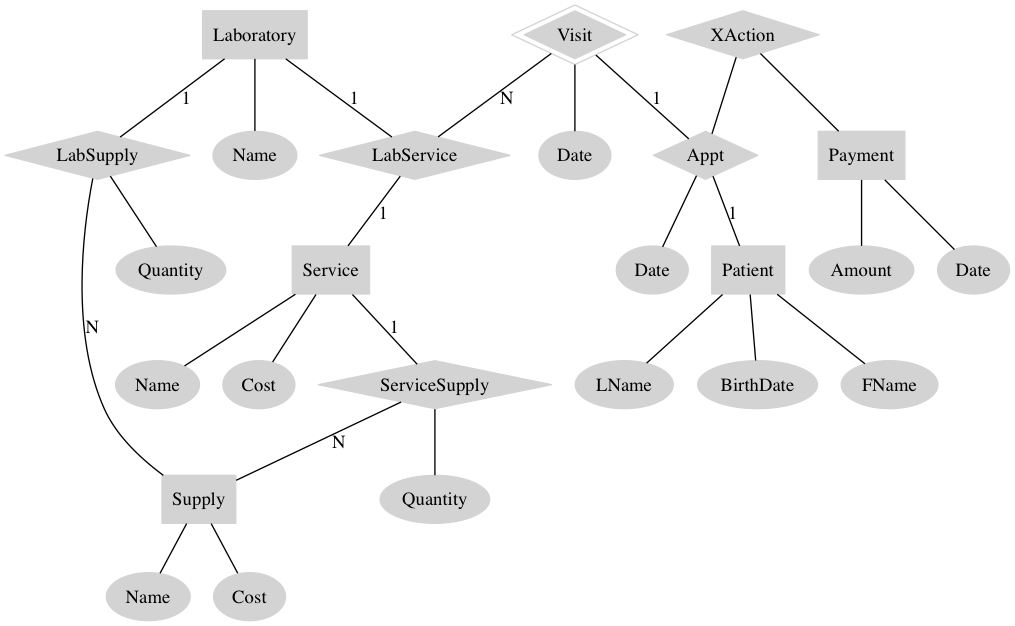 Laboratory
Visit
XAction
1
1
N
1
LabSupply
Name
LabService
Date
Appt
Payment
1
1
Quantity
Service
Date
Patient
Amount
Date
N
1
Name
Cost
ServiceSupply
LName
BirthDate
FName
N
Supply
Quantity
Name
Cost